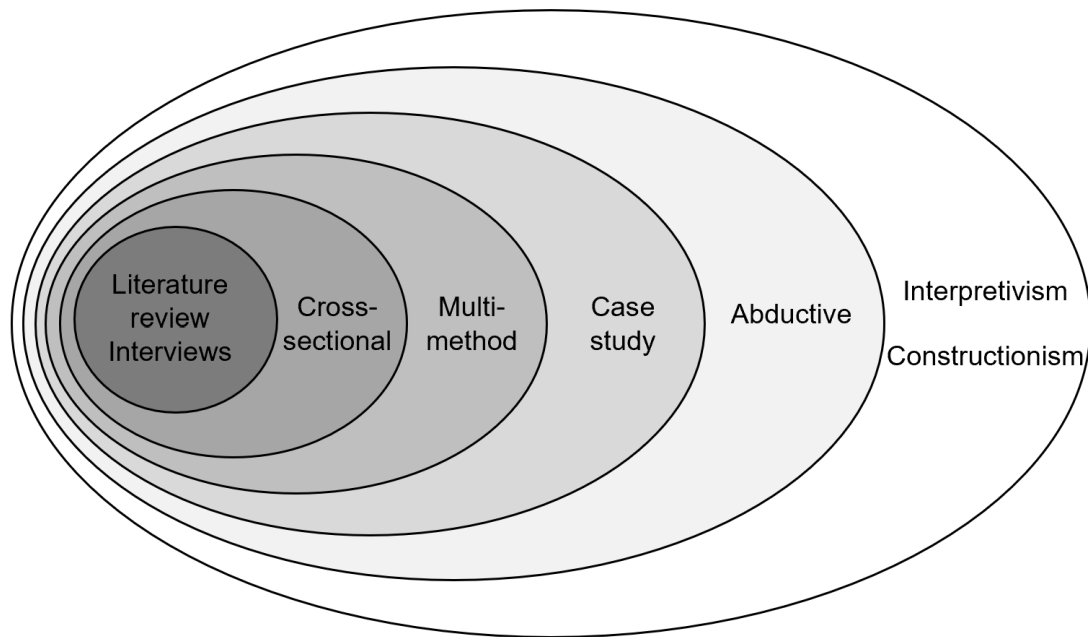 Literature
review
Interviews
Cross-
sectional
Multi-
method
Case
study
Abductive
Interpretivism
Constructionism